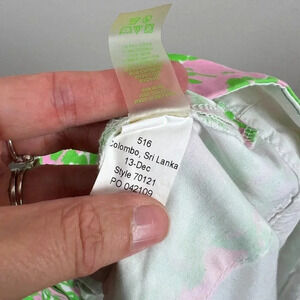 516
Colombo, Sri Lanka
13-Dec
Style 70121
PO 042109